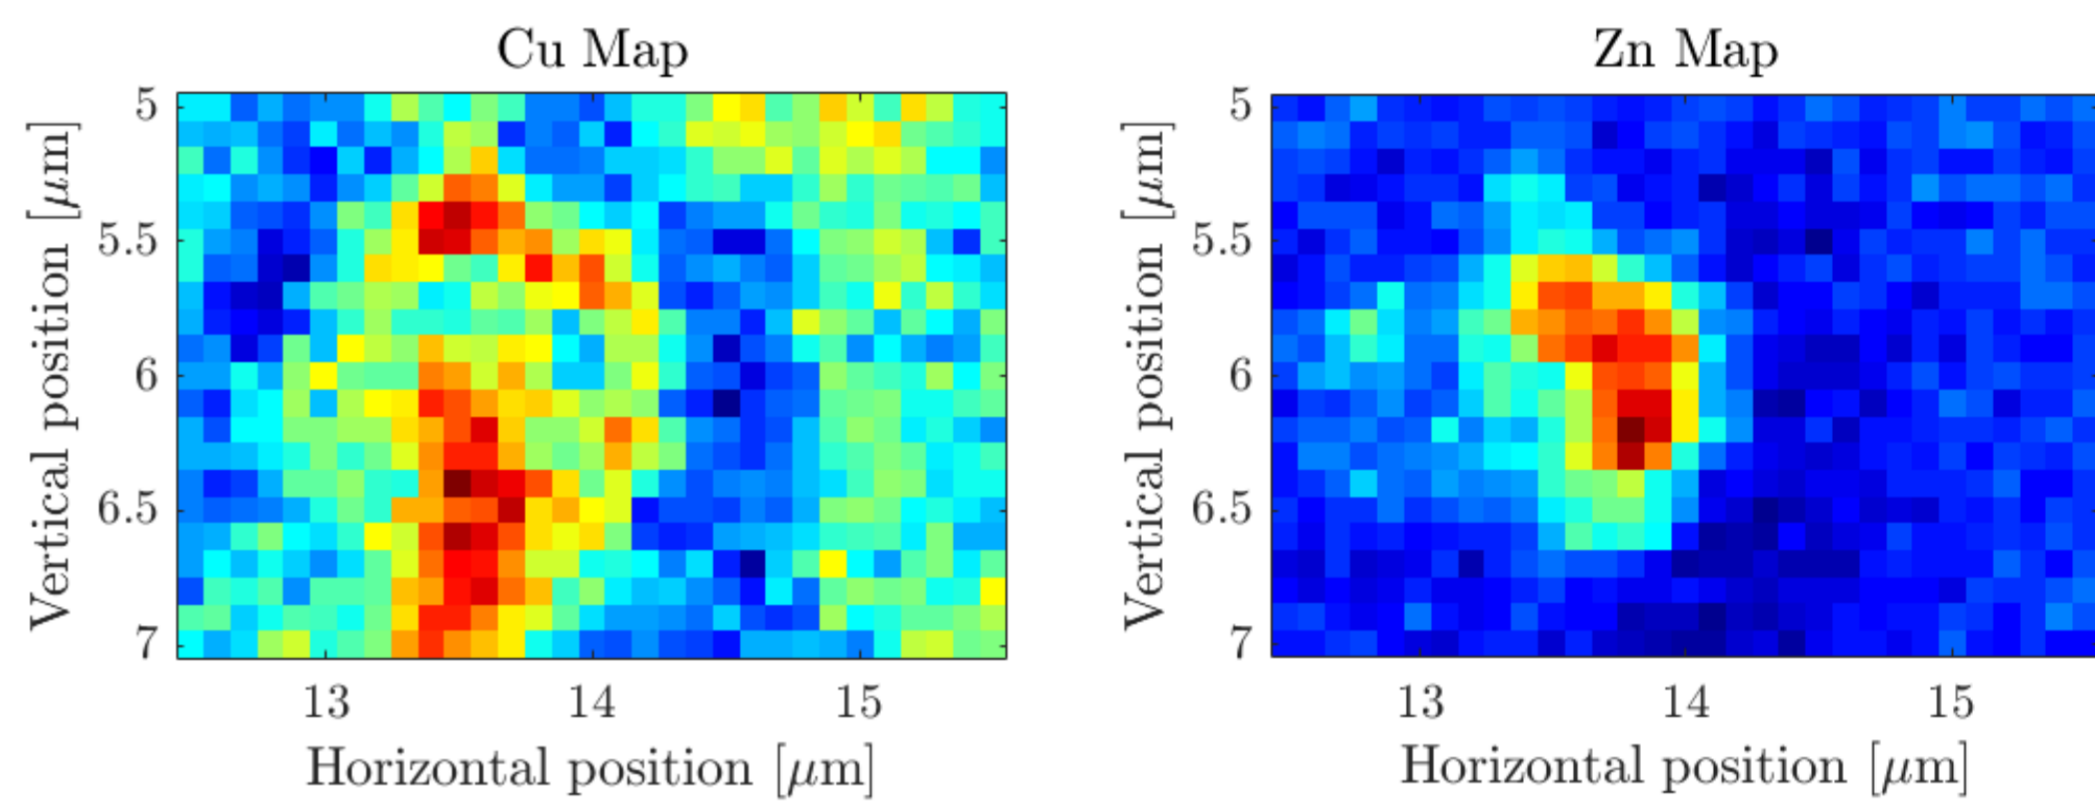 Cu Map
5
5.5
6
6.5
7
Vertical position [μm]
13 14 15
Horizontal position [μm]
Zn Map
5
5.5
6
6.5
7
Vertical position [μm]
13 14 15
Horizontal position [μm]